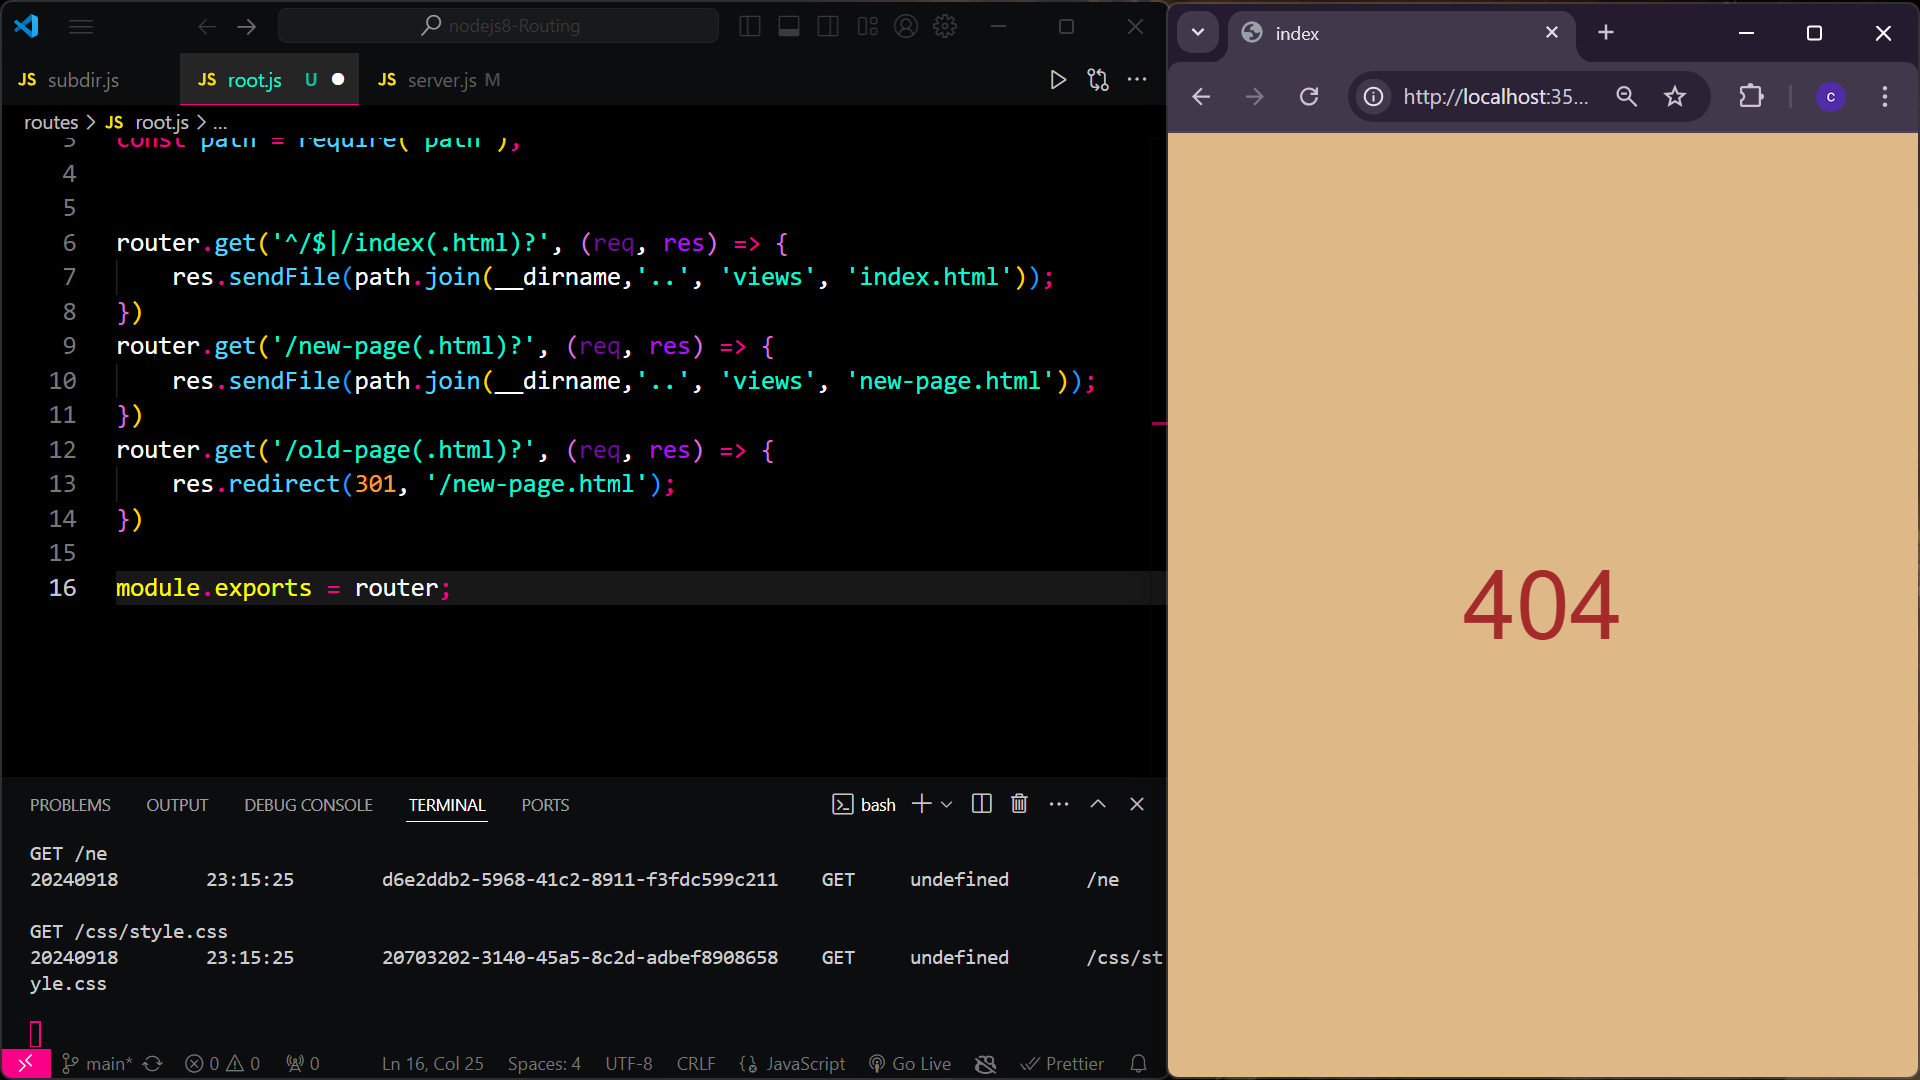 nodejs8-Routing
JS subdir.js
JS root.js U
JS server.js M
routes > JS root.js > ...
3 const path = require('path');
4
5
6 router.get('^/$|/index(.html)?', (req, res) => {
7 res.sendFile(path.join(__dirname,'..', 'views', 'index.html'));
8 })
9 router.get('/new-page(.html)?', (req, res) => {
10 res.sendFile(path.join(__dirname,'..', 'views', 'new-page.html'));
11 })
12 router.get('/old-page(.html)?', (req, res) => {
13 res.redirect(301, '/new-page.html');
14 })
15
16 module.exports = router;
PROBLEMS OUTPUT DEBUG CONSOLE TERMINAL PORTS
bash
GET /ne
20240918 23:15:25 d6e2ddb2-5968-41c2-8911-f3fdc599c211 GET undefined /ne
GET /css/style.css
20240918 23:15:25 20703202-3140-45a5-8c2d-adbef8908658 GET undefined /css/st
yle.css
main* 0 0 0 Ln 16, Col 25 Spaces: 4 UTF-8 CRLF {} JavaScript Go Live Prettier
index
http://localhost:35...
c
404